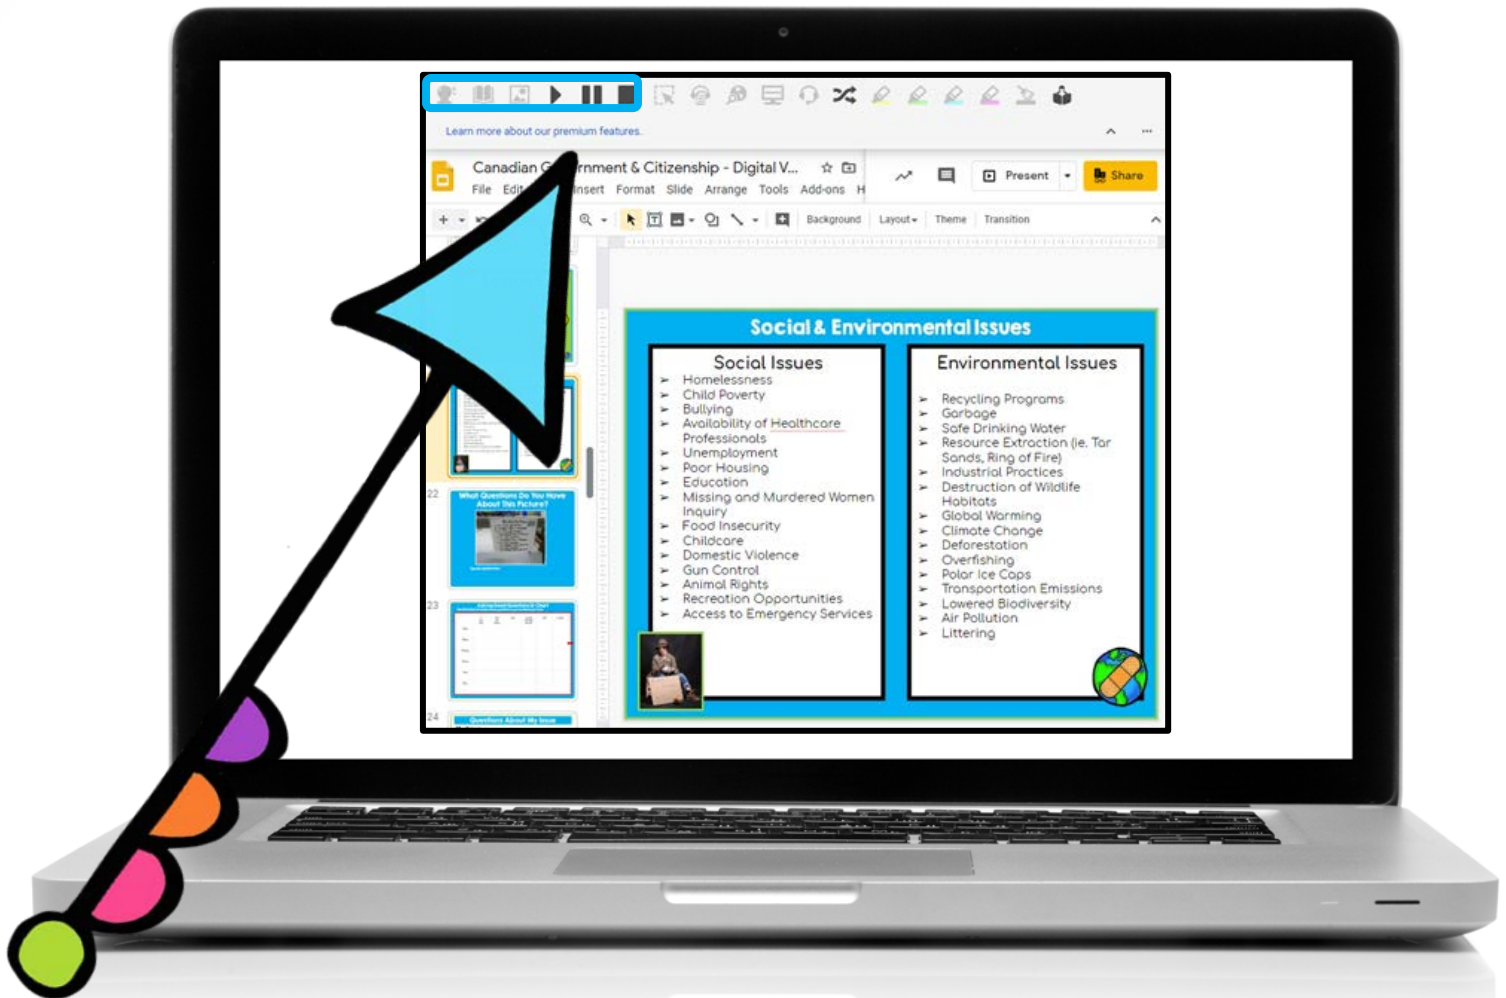 Learn more about our premium features.
Canadian G rnment & Citizenship - Digital V...
File Edit Insert Format Slide Arrange Tools Add-ons H
Present
Share
Background Layout Theme Transition
Social & Environmental Issues
Social Issues
➢ Homelessness
➢ Child Poverty
➢ Bullying
➢ Availability of Healthcare
Professionals
➢ Unemployment
➢ Poor Housing
➢ Education
➢ Missing and Murdered Women
Inquiry
➢ Food Insecurity
➢ Childcare
➢ Domestic Violence
➢ Gun Control
➢ Animal Rights
➢ Recreation Opportunities
➢ Access to Emergency Services
Environmental Issues
➢ Recycling Programs
➢ Garbage
➢ Safe Drinking Water
➢ Resource Extraction (ie. Tar
Sands, Ring of Fire)
➢ Industrial Practices
➢ Destruction of Wildlife
Habitats
➢ Global Warming
➢ Climate Change
➢ Deforestation
➢ Overfishing
➢ Polar Ice Caps
➢ Transportation Emissions
➢ Lowered Biodiversity
➢ Air Pollution
➢ Littering
22
What Questions Do You Have
About This Picture?
23
24
Questions About My Issue